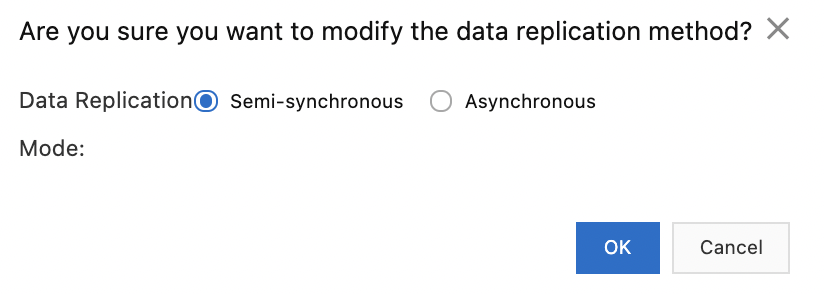 Are you sure you want to modify the data replication method?
Data Replication Semi-synchronous Asynchronous
Mode:
OK Cancel